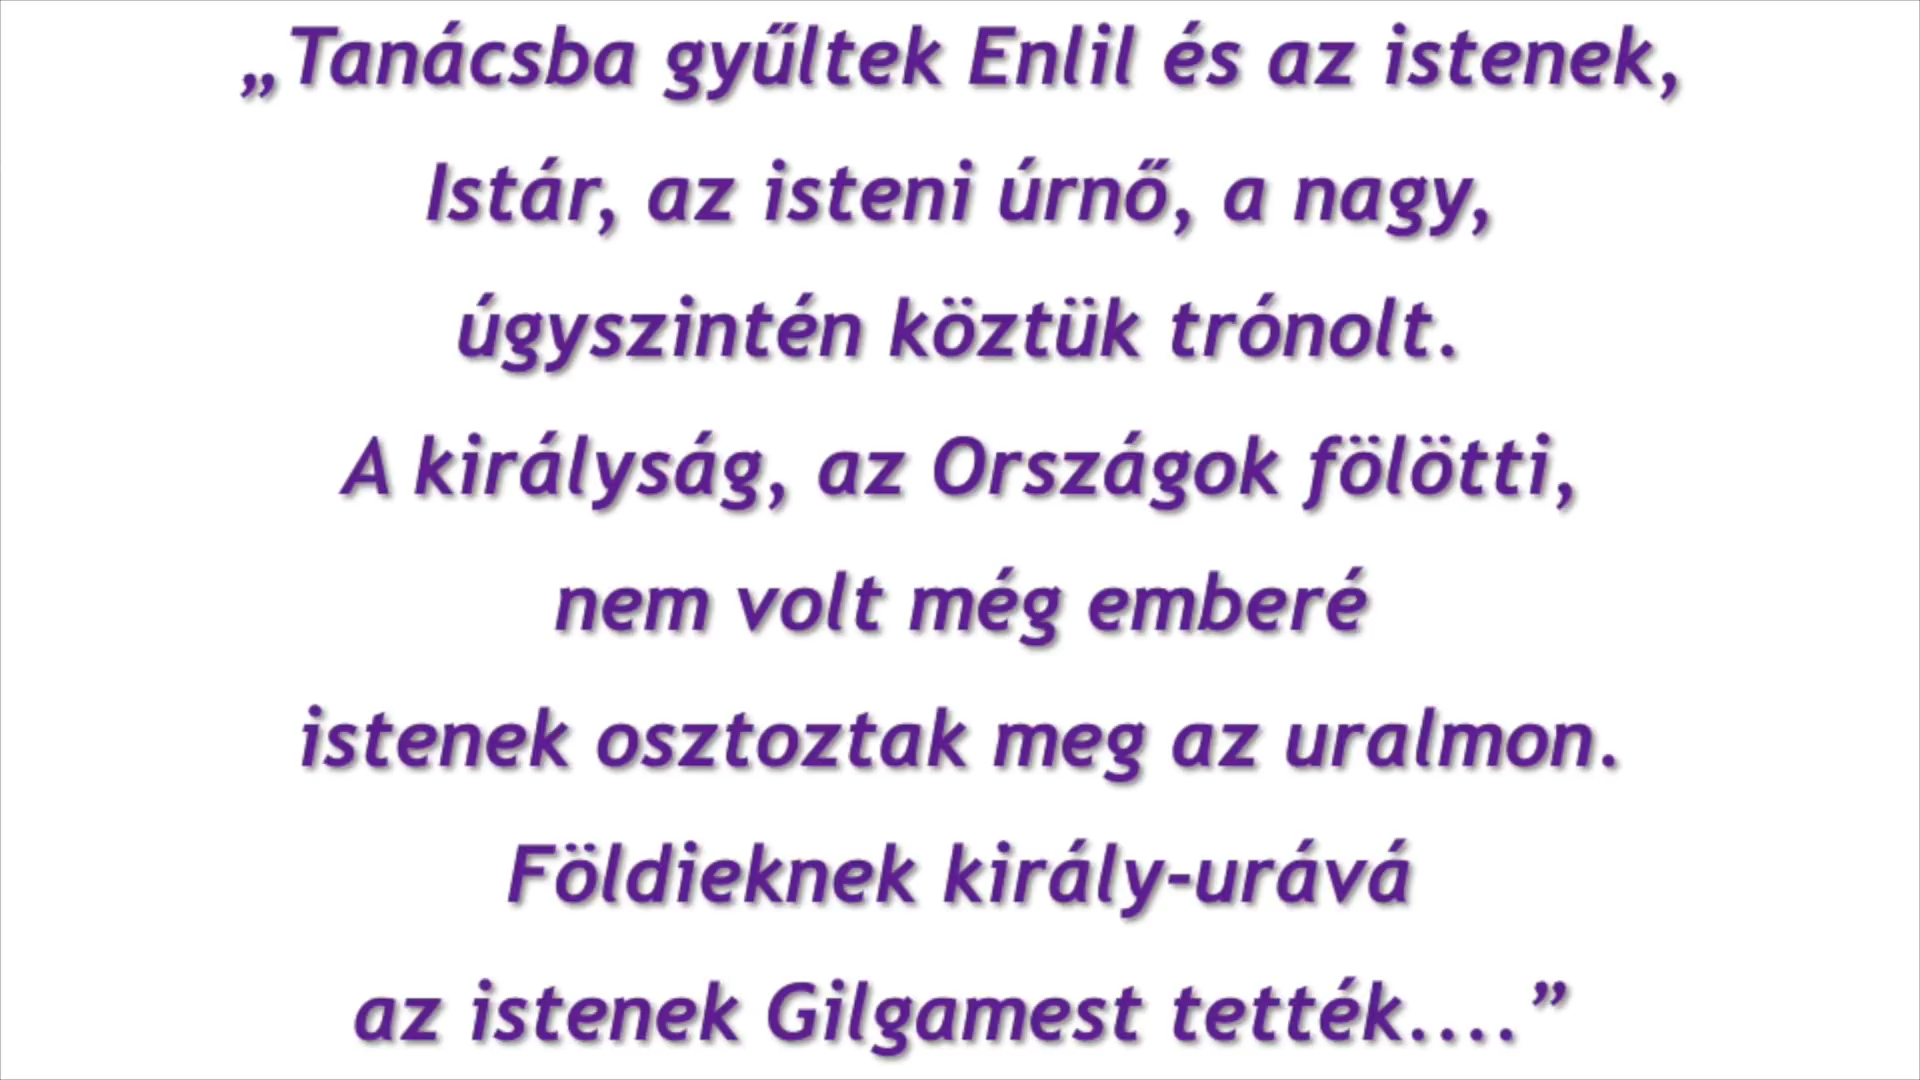 „Tanácsba gyűltek Enlil és az istenek,
Istár, az isteni úrnő, a nagy,
úgyszintén köztük trónolt.
A királyság, az Országok fölötti,
nem volt még emberé
istenek osztoztak meg az uralmon.
Földieknek király-urává
az istenek Gilgamest tették....”